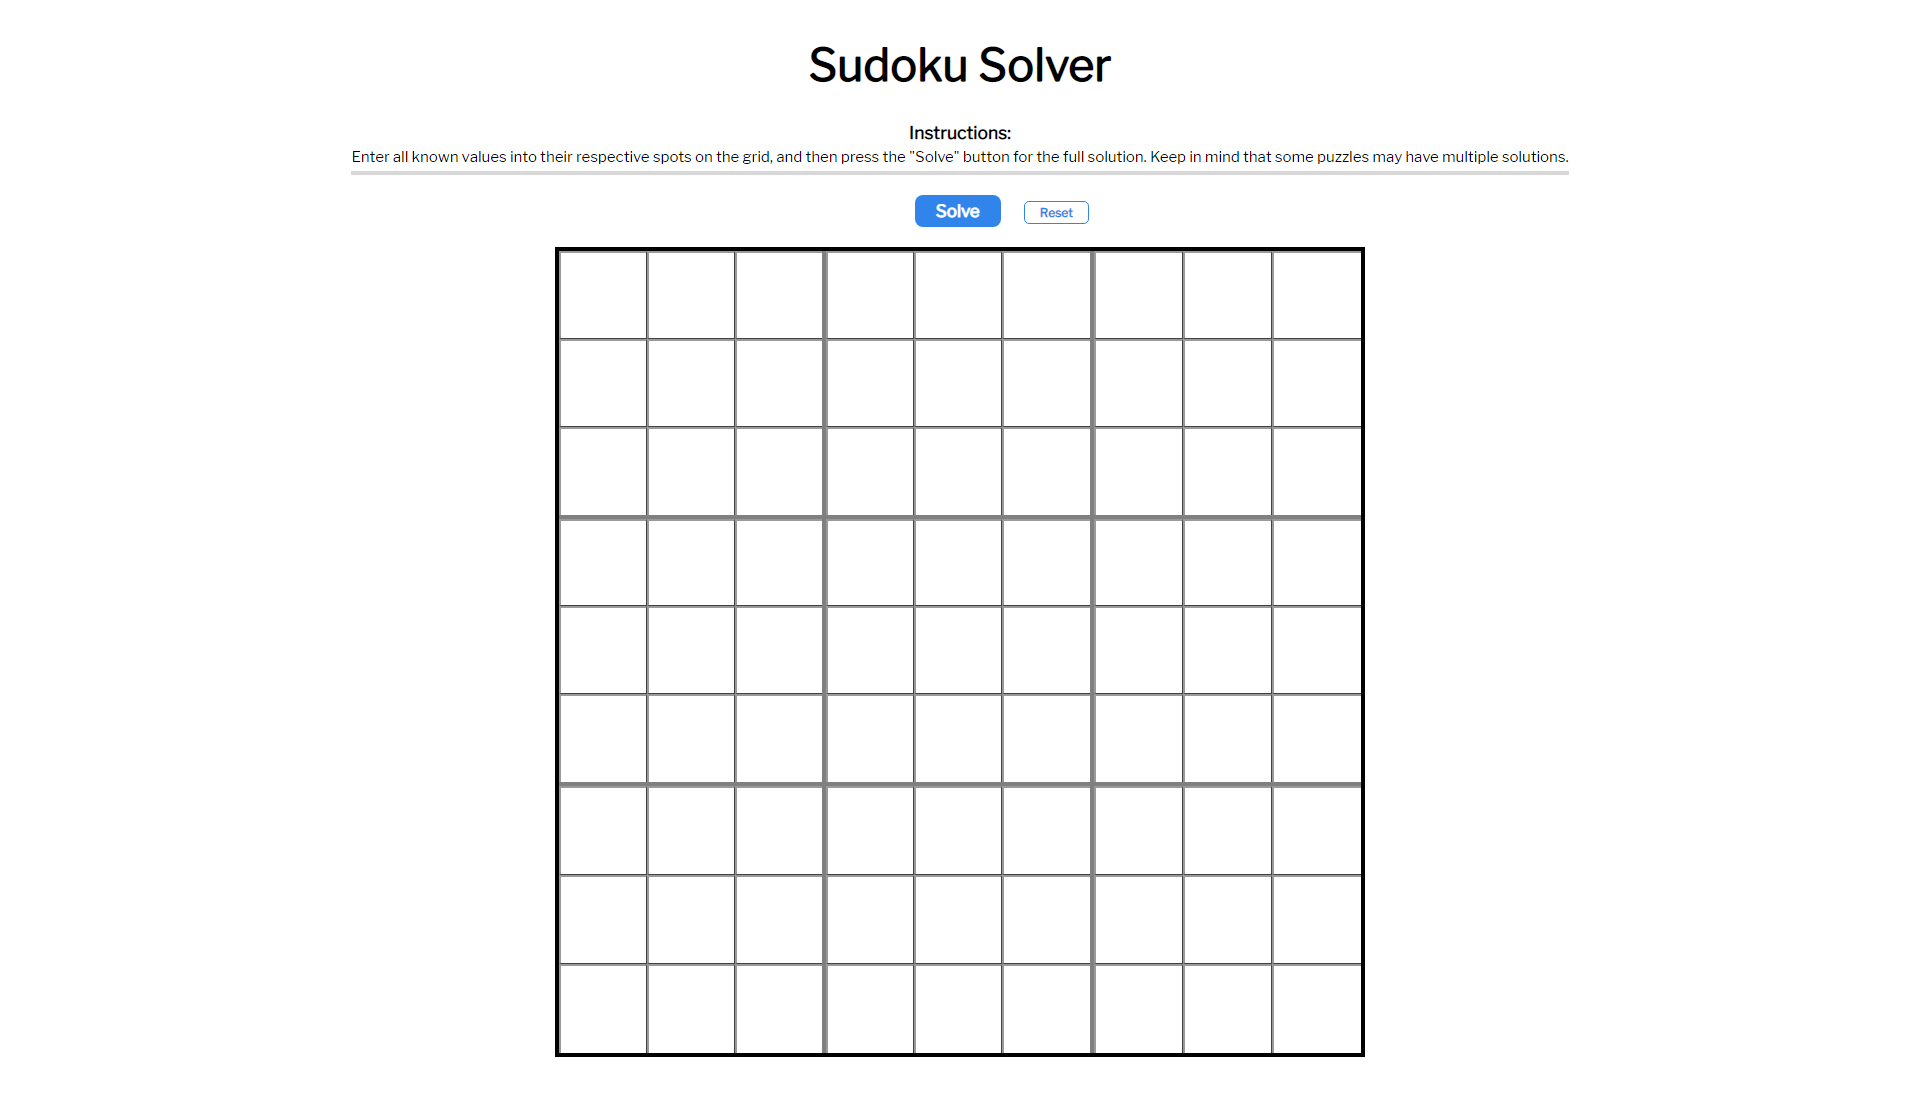 Sudoku Solver
Instructions:
Enter all known values into their respective spots on the grid, and then press the "Solve" button for the full solution. Keep in mind that some puzzles may have multiple solutions.
Solve Reset